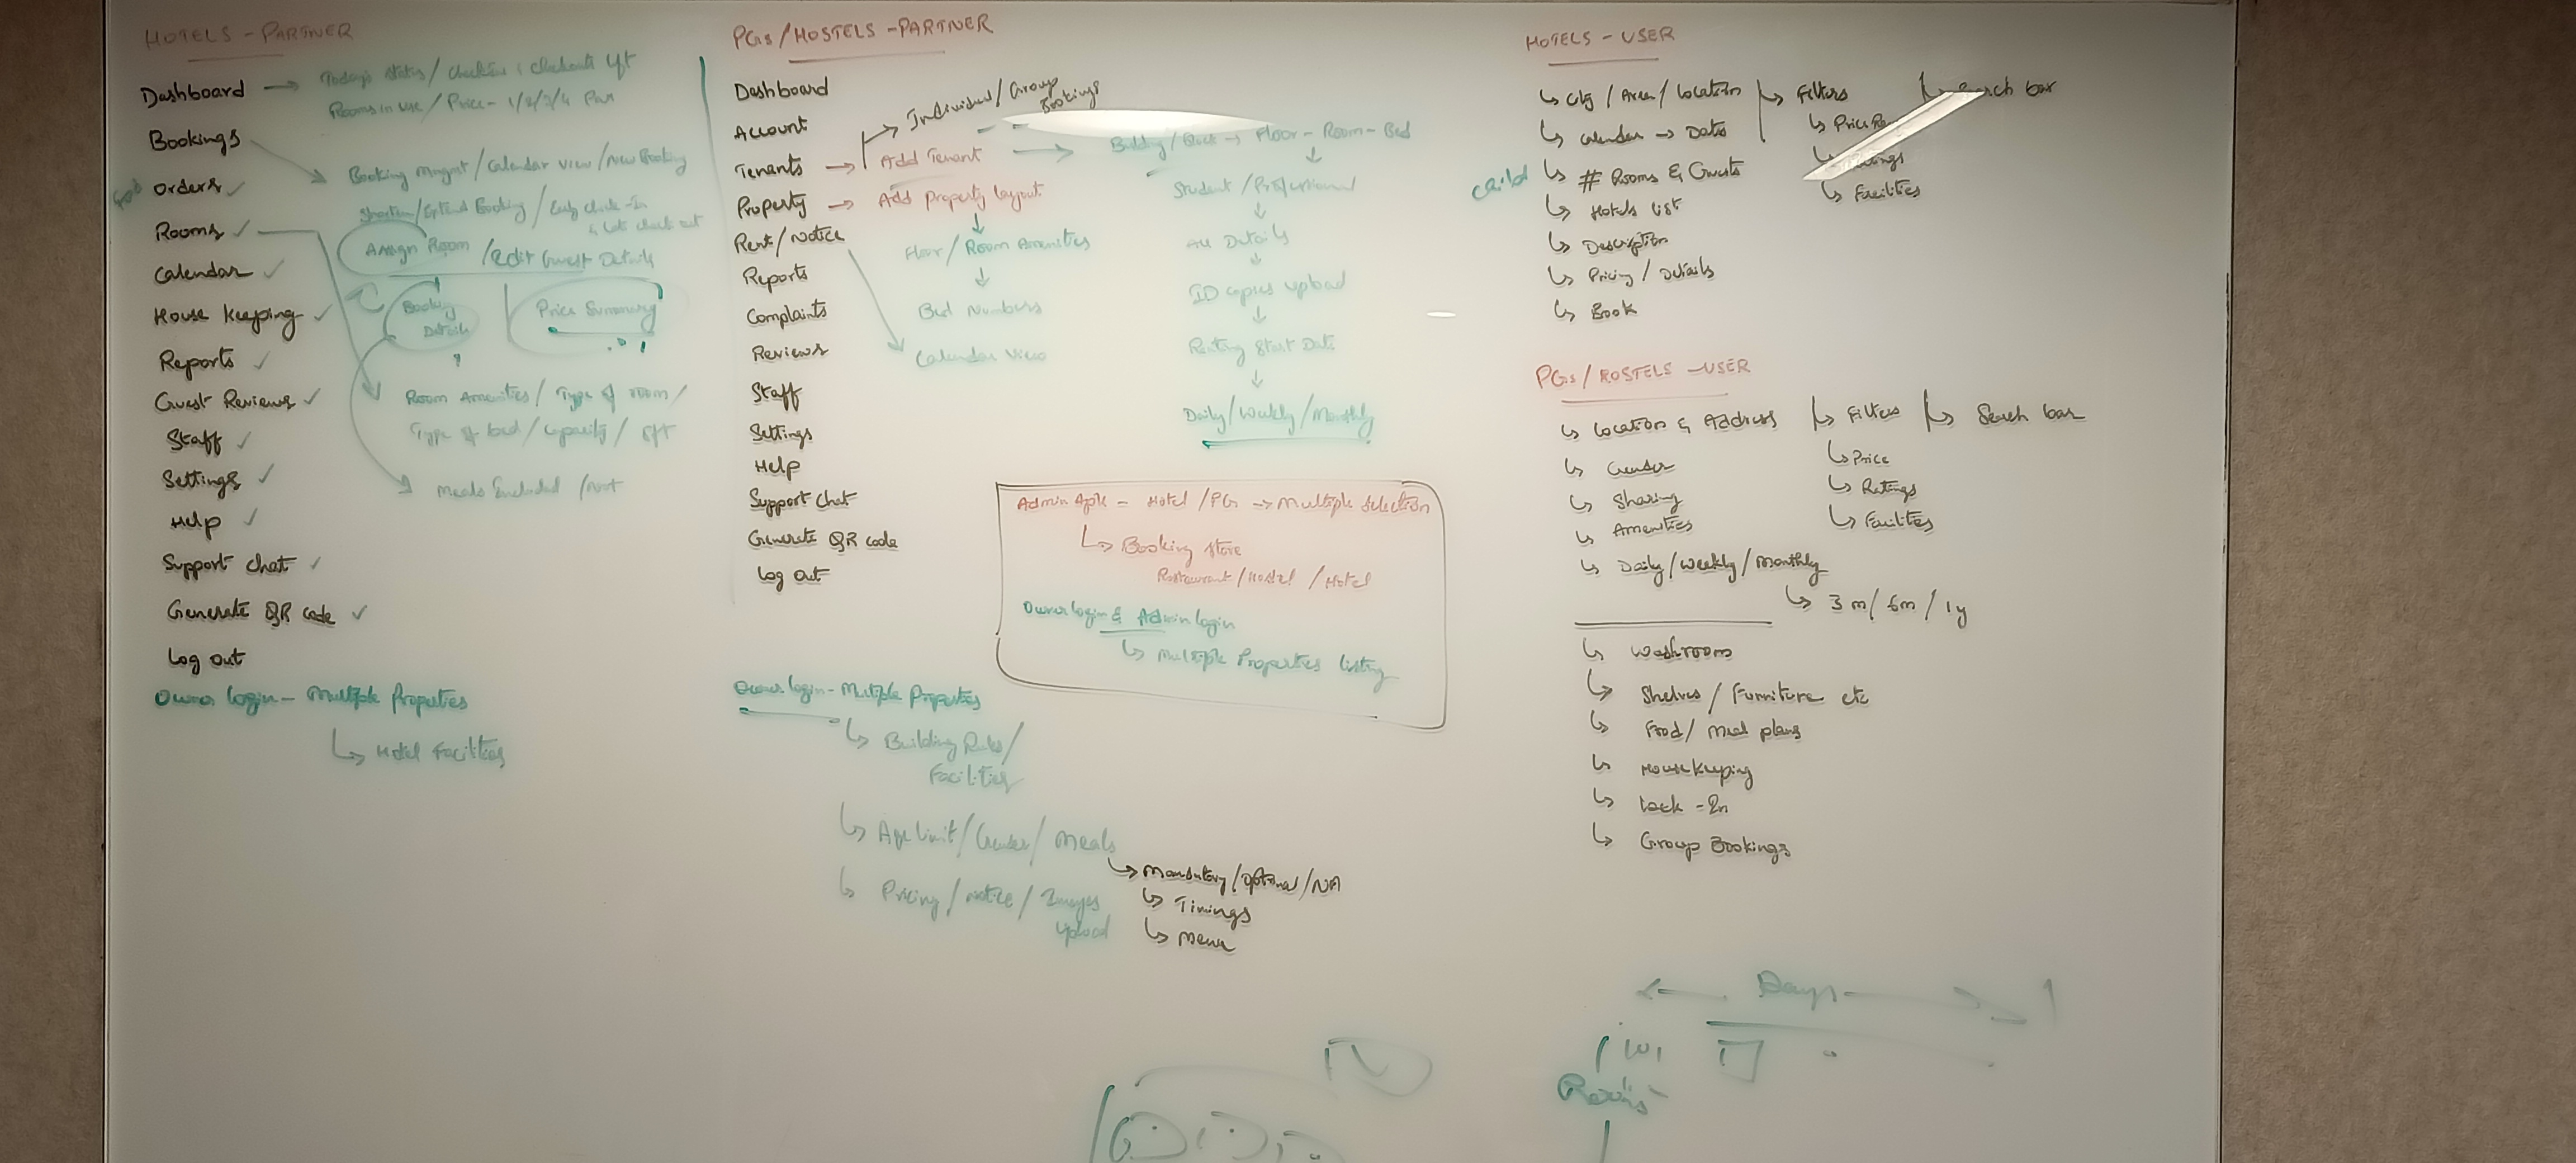 HOTELS - PARTNER
Dashboard → Today's Status / Checkins & Checkouts left
Rooms in use / Price - 1/2/3/4 Pax
Bookings
Booking Mngmt / Calendar View / New Booking
Orders ✓
Shorten / Extend Booking / Early check-In
& Late check out
Rooms ✓
Assign Room / edit Guest Details
Calendar ✓
Booking
Details
Price Summary
House keeping ✓
Reports ✓
Guest Reviews ✓
Room Amenities / Type of room /
Type of bed / capacity / sft
Staff ✓
Settings ✓
Meals Included / Not
Help ✓
Support Chat ✓
Generate QR code ✓
Log out
Owner login - Multiple properties
↳ Hotel Facilities
PGs / HOSTELS - PARTNER
Dashboard
Individual / Group
Bookings
Account
Tenants → Add Tenant → Building / Block → Floor - Room - Bed
Property → Add Property layout
Student / Professional
Rent / Notice
Floor / Room Amenities
All Details
Reports
ID copies upload
Complaints
Bed Numbers
Renting Start Date
Reviews
Calendar View
Staff
Daily / Weekly / Monthly
Settings
Help
Support Chat
Generate QR code
Log out
Admin Apk - Hotel / PG → Multiple Selection
↳ Booking store
Restaurant / Hostel / Hotel
Owner login & Admin login
↳ Multiple Properties listing
Owner login - Multiple Properties
↳ Building Rules /
Facilities
↳ Age limit / Gender / Meals
↳ Mandatory / Optional / NA
↳ Timings
↳ Menu
↳ Pricing / Notice / Images
Upload
HOTELS - USER
↳ City / Area / Location
↳ Filters
↳ Search bar
↳ Calendar → Dates
↳ Price
child ↳ # Rooms & Guests
↳ Ratings
↳ Facilities
↳ Hotels list
↳ Description
↳ Pricing / Details
↳ Book
PGs / HOSTELS - USER
↳ Location & Address
↳ Filters
↳ Search bar
↳ Gender
↳ Price
↳ Sharing
↳ Ratings
↳ Amenities
↳ Facilities
↳ Daily / Weekly / Monthly
↳ 3m / 6m / 1y
↳ Washroom
↳ Shelves / Furniture etc
↳ Food / Meal plans
↳ Housekeeping
↳ Lock - In
↳ Group Bookings
← Days →
Rooms